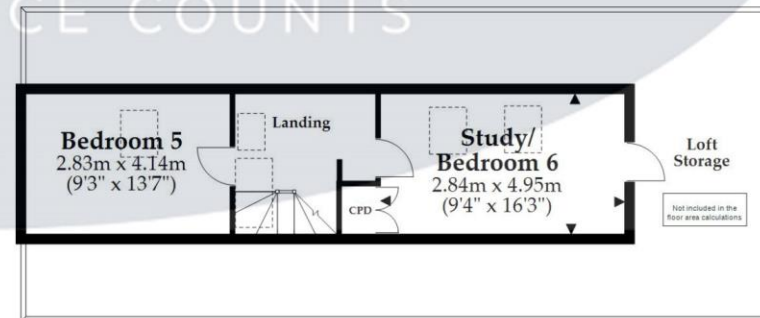 CE COUNTS
Bedroom 5
2.83m x 4.14m
(9'3" x 13'7")
Landing
CPD
Study/
Bedroom 6
2.84m x 4.95m
(9'4" x 16'3")
Loft
Storage
Not included in the
floor area calculations